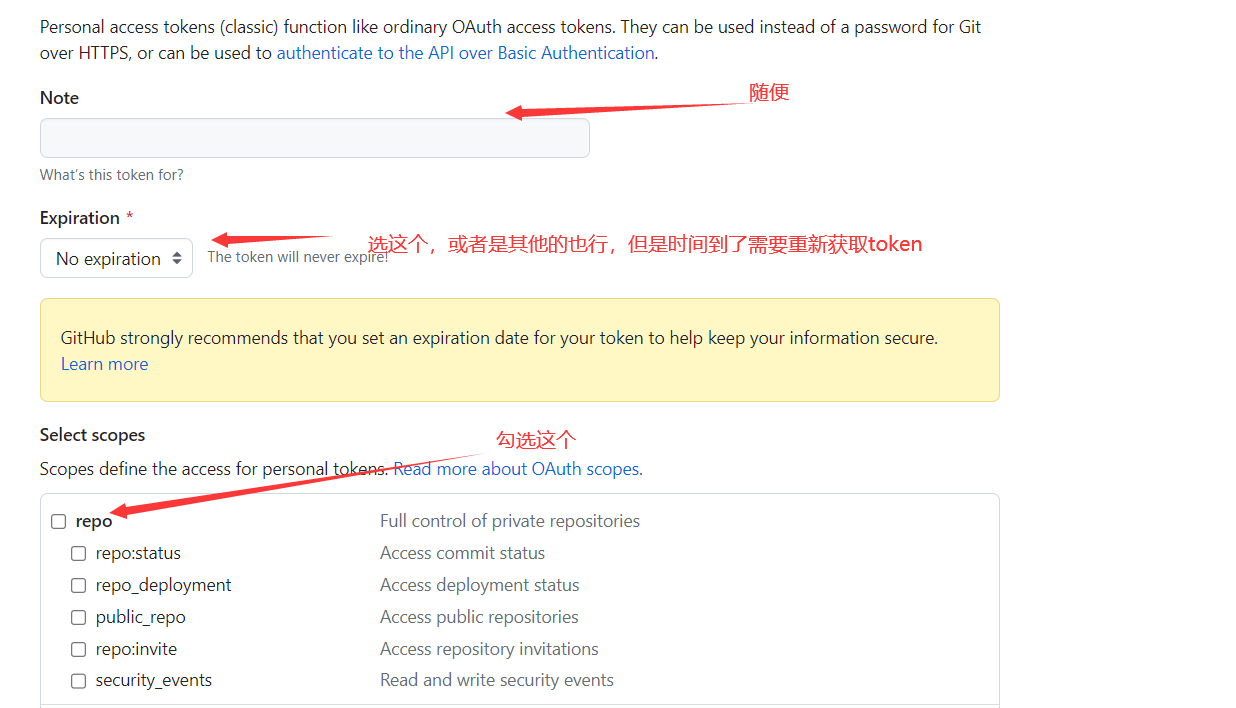 Personal access tokens (classic) function like ordinary OAuth access tokens. They can be used instead of a password for Git
over HTTPS, or can be used to authenticate to the API over Basic Authentication.
随便
Note
What's this token for?
Expiration *
选这个，或者是其他的也行，但是时间到了需要重新获取token
No expiration
The token will never expire!
GitHub strongly recommends that you set an expiration date for your token to help keep your information secure.
Learn more
Select scopes
勾选这个
Scopes define the access for personal tokens. Read more about OAuth scopes.
repo Full control of private repositories
repo:status Access commit status
repo_deployment Access deployment status
public_repo Access public repositories
repo:invite Access repository invitations
security_events Read and write security events